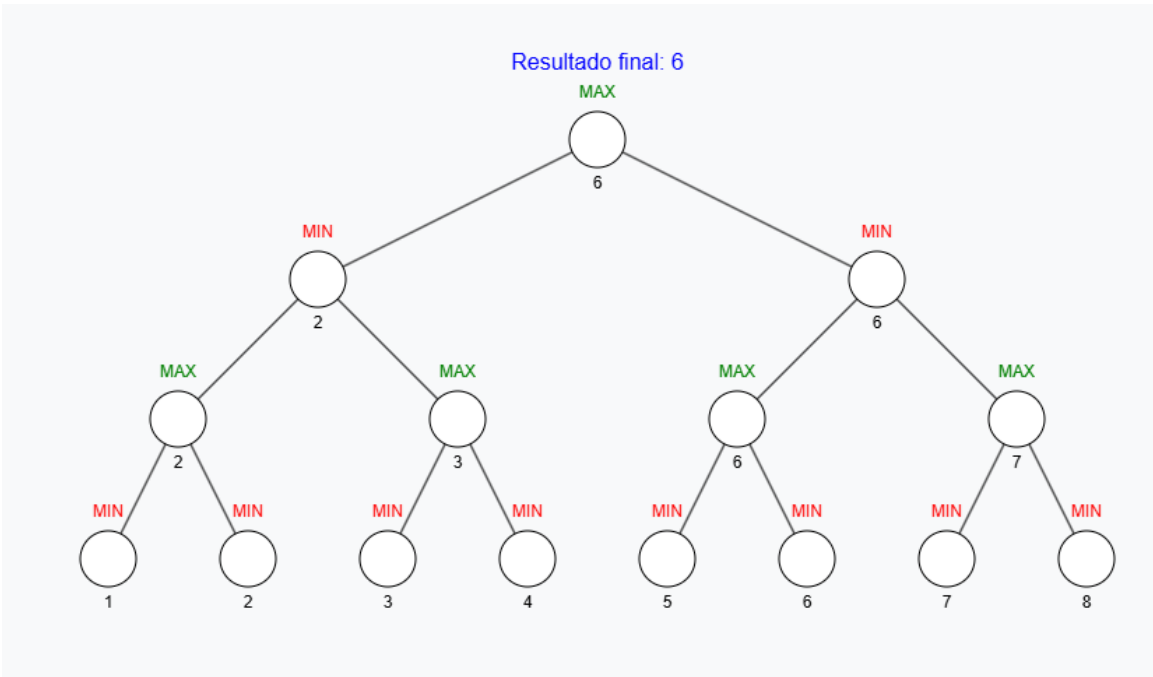 Resultado final: 6
MAX
6
MIN MIN
2 6
MAX MAX MAX MAX
2 3 6 7
MIN MIN MIN MIN MIN MIN MIN MIN
1 2 3 4 5 6 7 8